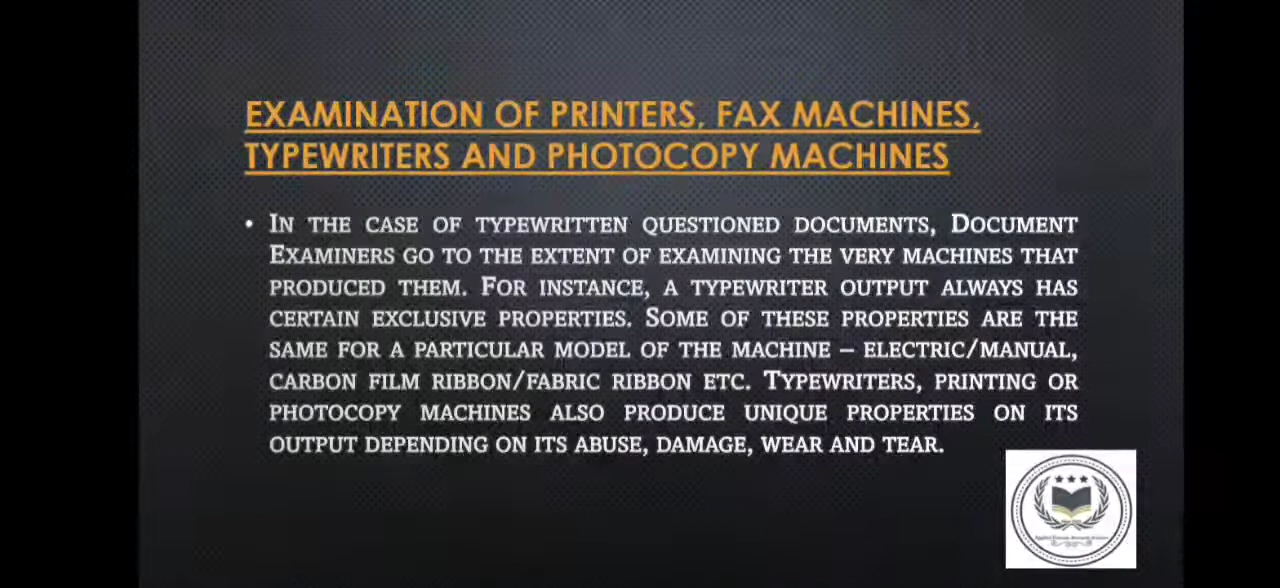 EXAMINATION OF PRINTERS, FAX MACHINES,
TYPEWRITERS AND PHOTOCOPY MACHINES
• IN THE CASE OF TYPEWRITTEN QUESTIONED DOCUMENTS, DOCUMENT
EXAMINERS GO TO THE EXTENT OF EXAMINING THE VERY MACHINES THAT
PRODUCED THEM. FOR INSTANCE, A TYPEWRITER OUTPUT ALWAYS HAS
CERTAIN EXCLUSIVE PROPERTIES. SOME OF THESE PROPERTIES ARE THE
SAME FOR A PARTICULAR MODEL OF THE MACHINE – ELECTRIC/MANUAL,
CARBON FILM RIBBON/FABRIC RIBBON ETC. TYPEWRITERS, PRINTING OR
PHOTOCOPY MACHINES ALSO PRODUCE UNIQUE PROPERTIES ON ITS
OUTPUT DEPENDING ON ITS ABUSE, DAMAGE, WEAR AND TEAR.